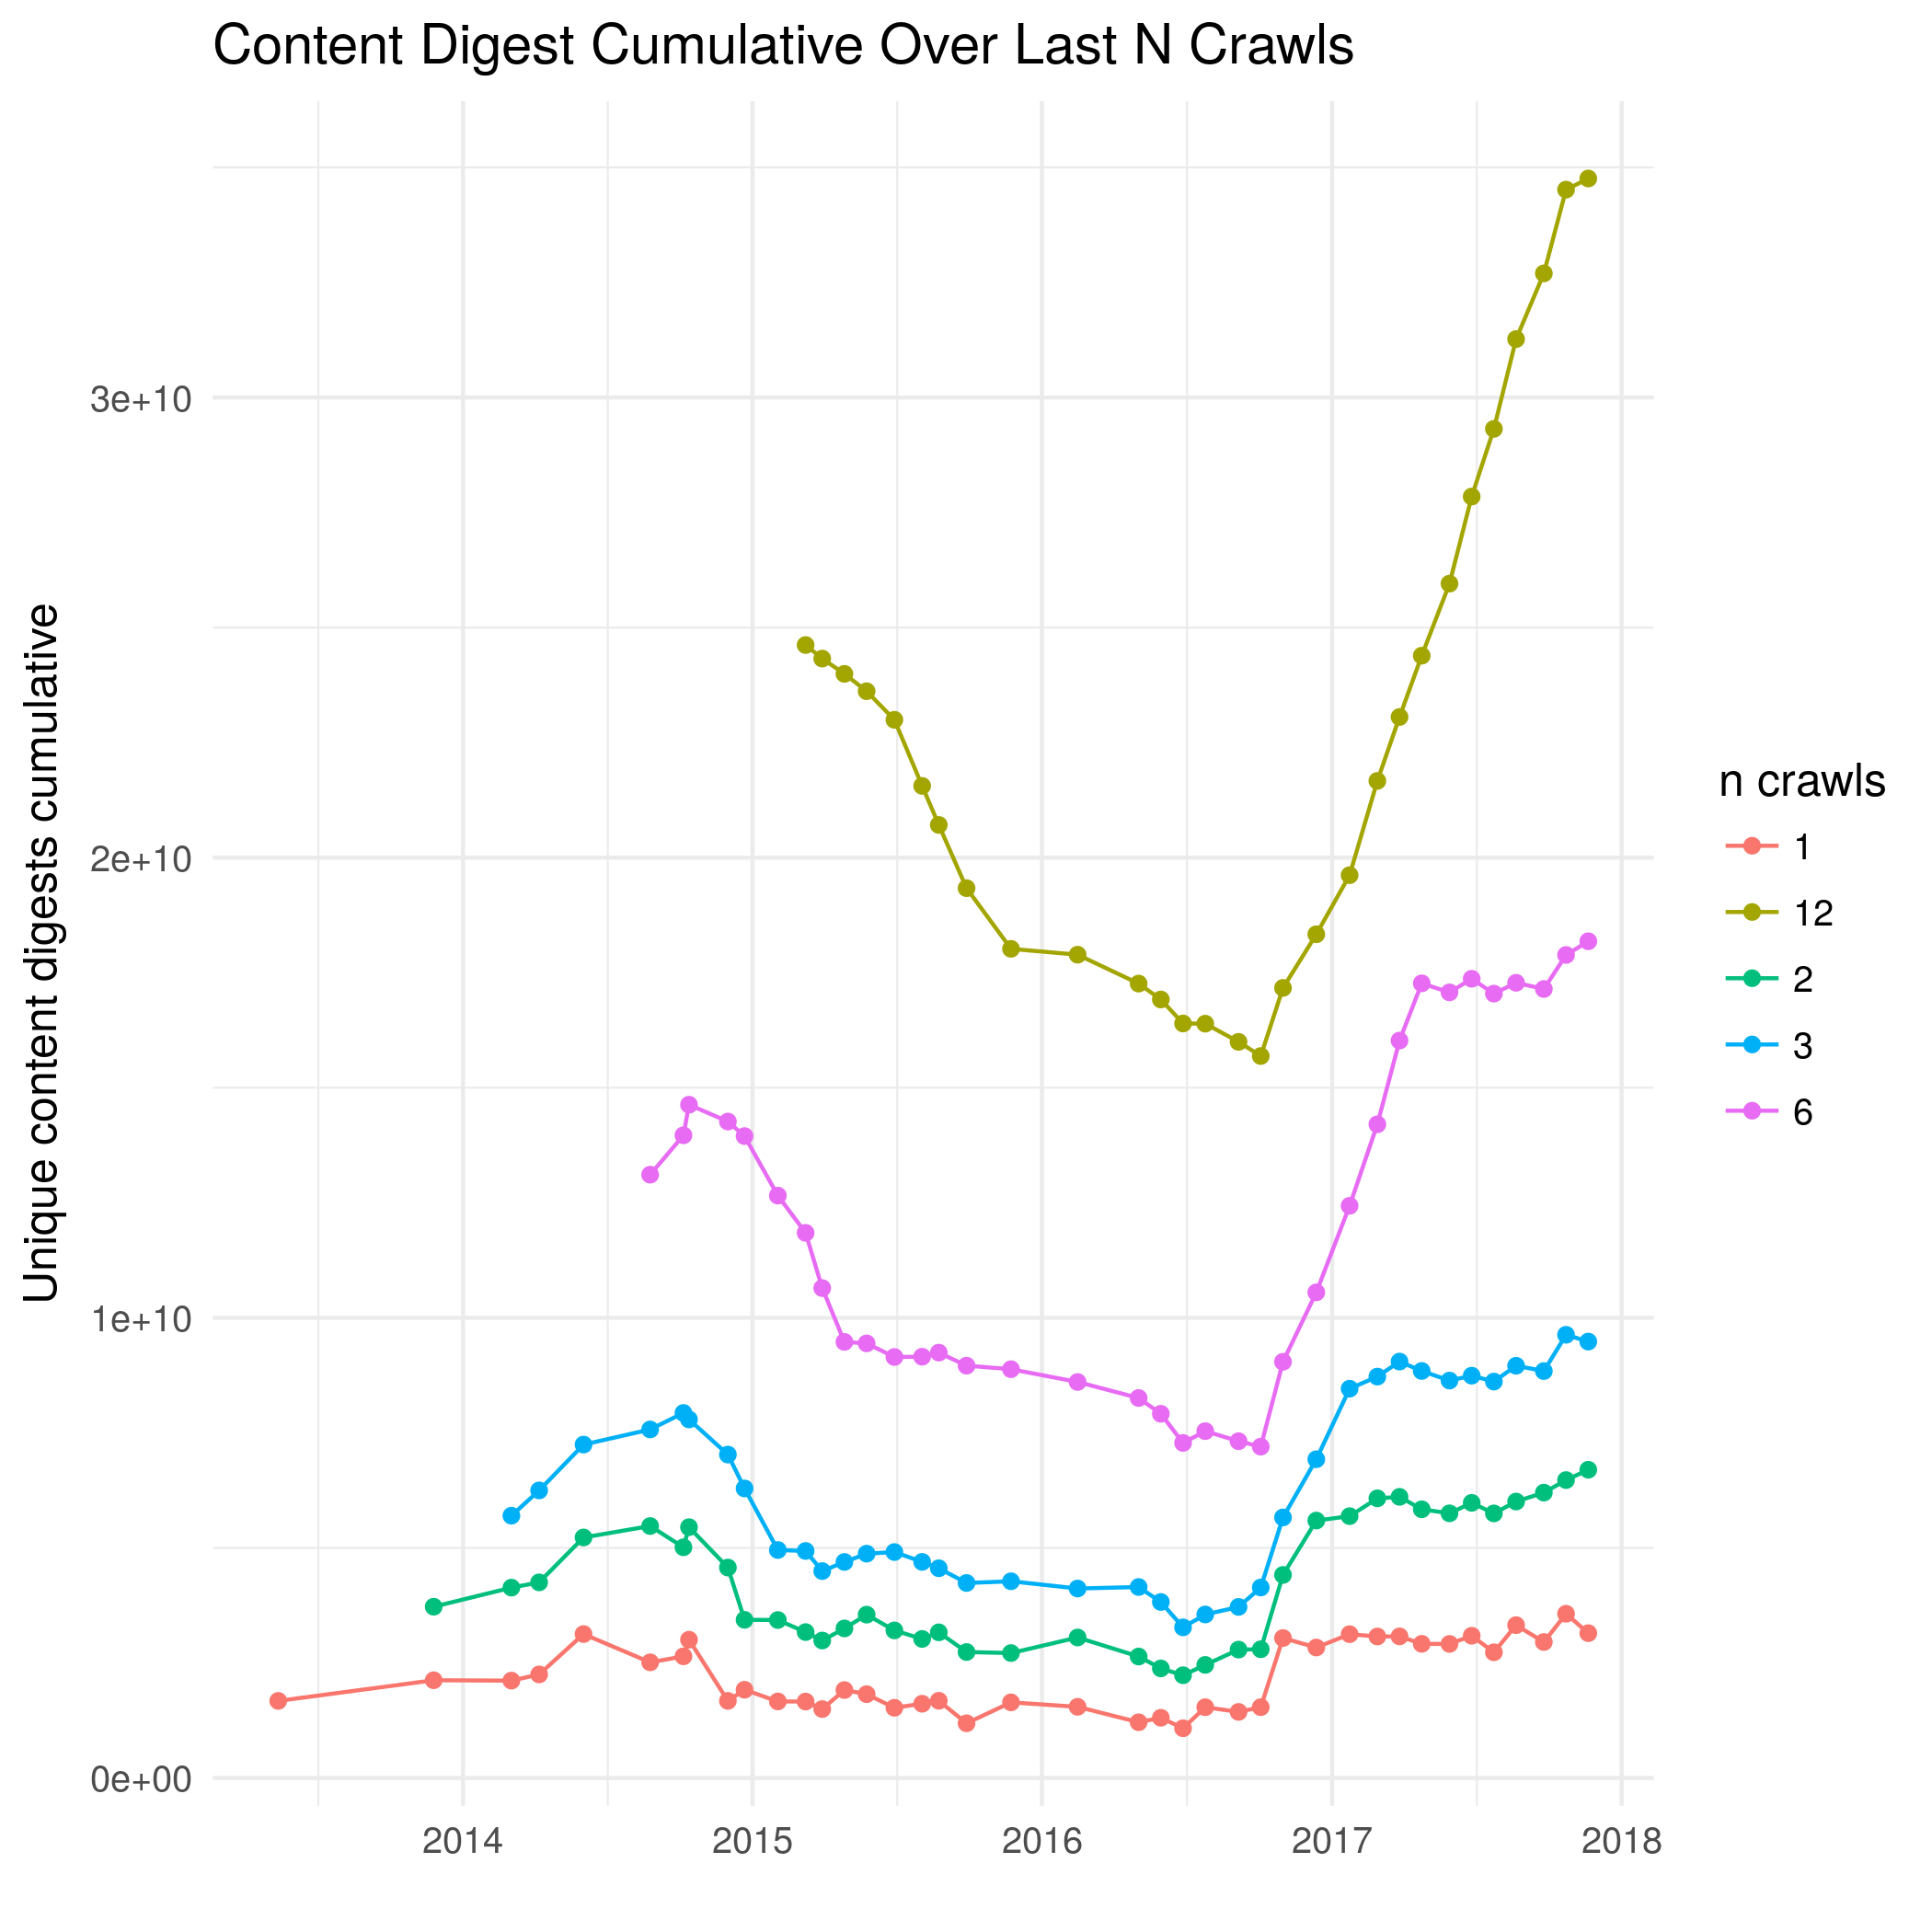 Content Digest Cumulative Over Last N Crawls
Unique content digests cumulative
3e+10
2e+10
1e+10
0e+00
2014
2015
2016
2017
2018
n crawls
1
12
2
3
6